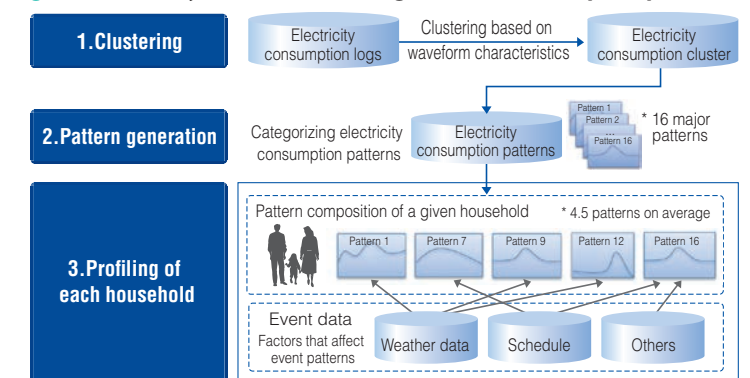 1.Clustering
Electricity
consumption logs
Clustering based on
waveform characteristics
Electricity
consumption cluster
2.Pattern generation
Categorizing electricity
consumption patterns
Electricity
consumption patterns
Pattern 1
Pattern 2
...
Pattern 16
* 16 major
patterns
3.Profiling of
each household
Pattern composition of a given household
* 4.5 patterns on average
Pattern 1
Pattern 7
Pattern 9
Pattern 12
Pattern 16
Event data
Factors that affect
event patterns
Weather data
Schedule
Others